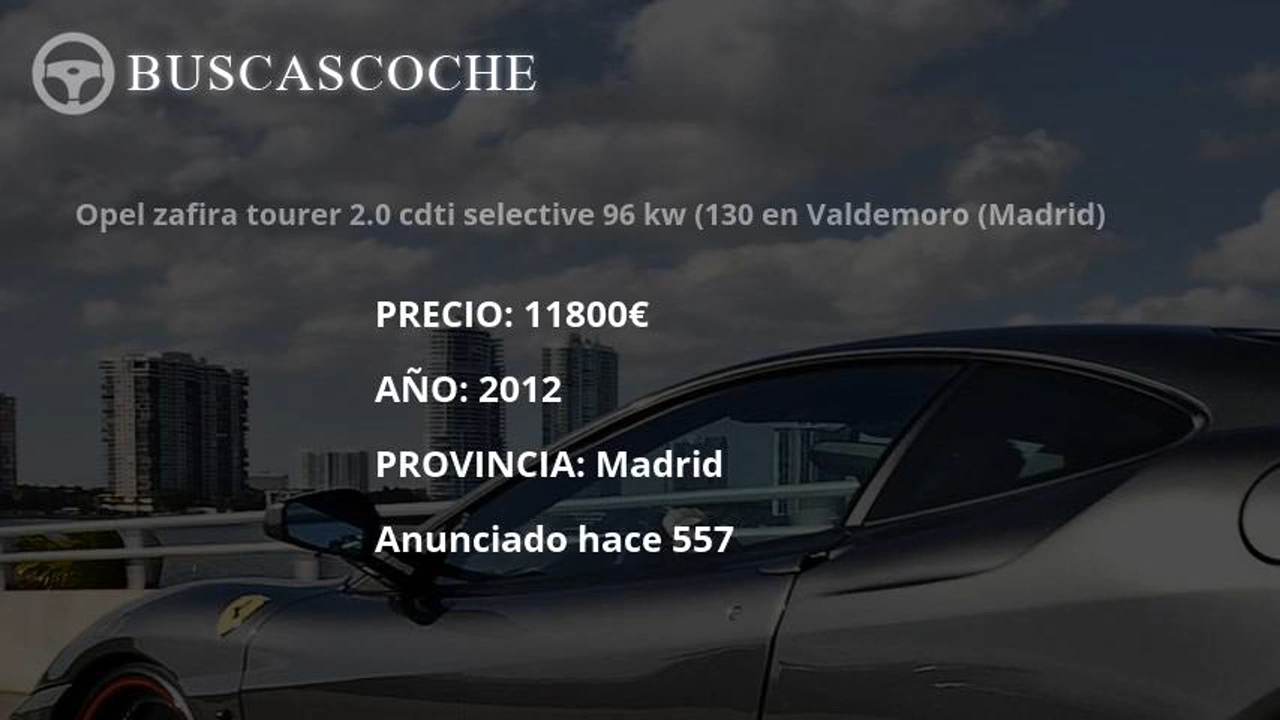 BUSCASCOCHE
Opel zafira tourer 2.0 cdti selective 96 kw (130 en Valdemoro (Madrid)
PRECIO: 11800€
AÑO: 2012
PROVINCIA: Madrid
Anunciado hace 557